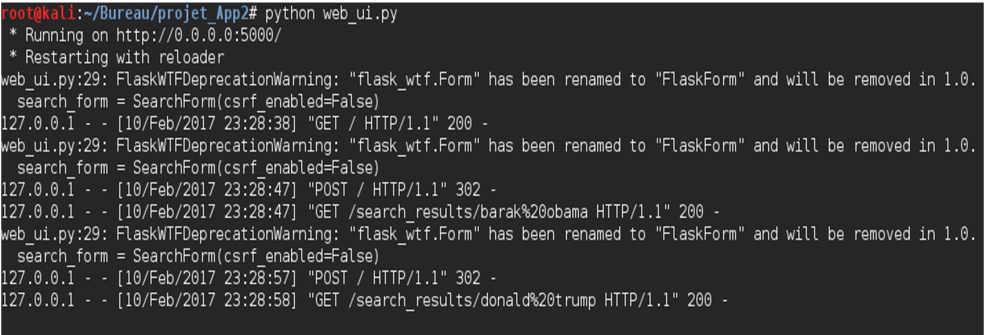 root@kali:~/Bureau/projet_App2# python web_ui.py
 * Running on http://0.0.0.0:5000/
 * Restarting with reloader
web_ui.py:29: FlaskWTFDeprecationWarning: "flask_wtf.Form" has been renamed to "FlaskForm" and will be removed in 1.0.
  search_form = SearchForm(csrf_enabled=False)
127.0.0.1 - - [10/Feb/2017 23:28:38] "GET / HTTP/1.1" 200 -
web_ui.py:29: FlaskWTFDeprecationWarning: "flask_wtf.Form" has been renamed to "FlaskForm" and will be removed in 1.0.
  search_form = SearchForm(csrf_enabled=False)
127.0.0.1 - - [10/Feb/2017 23:28:47] "POST / HTTP/1.1" 302 -
127.0.0.1 - - [10/Feb/2017 23:28:47] "GET /search_results/barak%20obama HTTP/1.1" 200 -
web_ui.py:29: FlaskWTFDeprecationWarning: "flask_wtf.Form" has been renamed to "FlaskForm" and will be removed in 1.0.
  search_form = SearchForm(csrf_enabled=False)
127.0.0.1 - - [10/Feb/2017 23:28:57] "POST / HTTP/1.1" 302 -
127.0.0.1 - - [10/Feb/2017 23:28:58] "GET /search_results/donald%20trump HTTP/1.1" 200 -